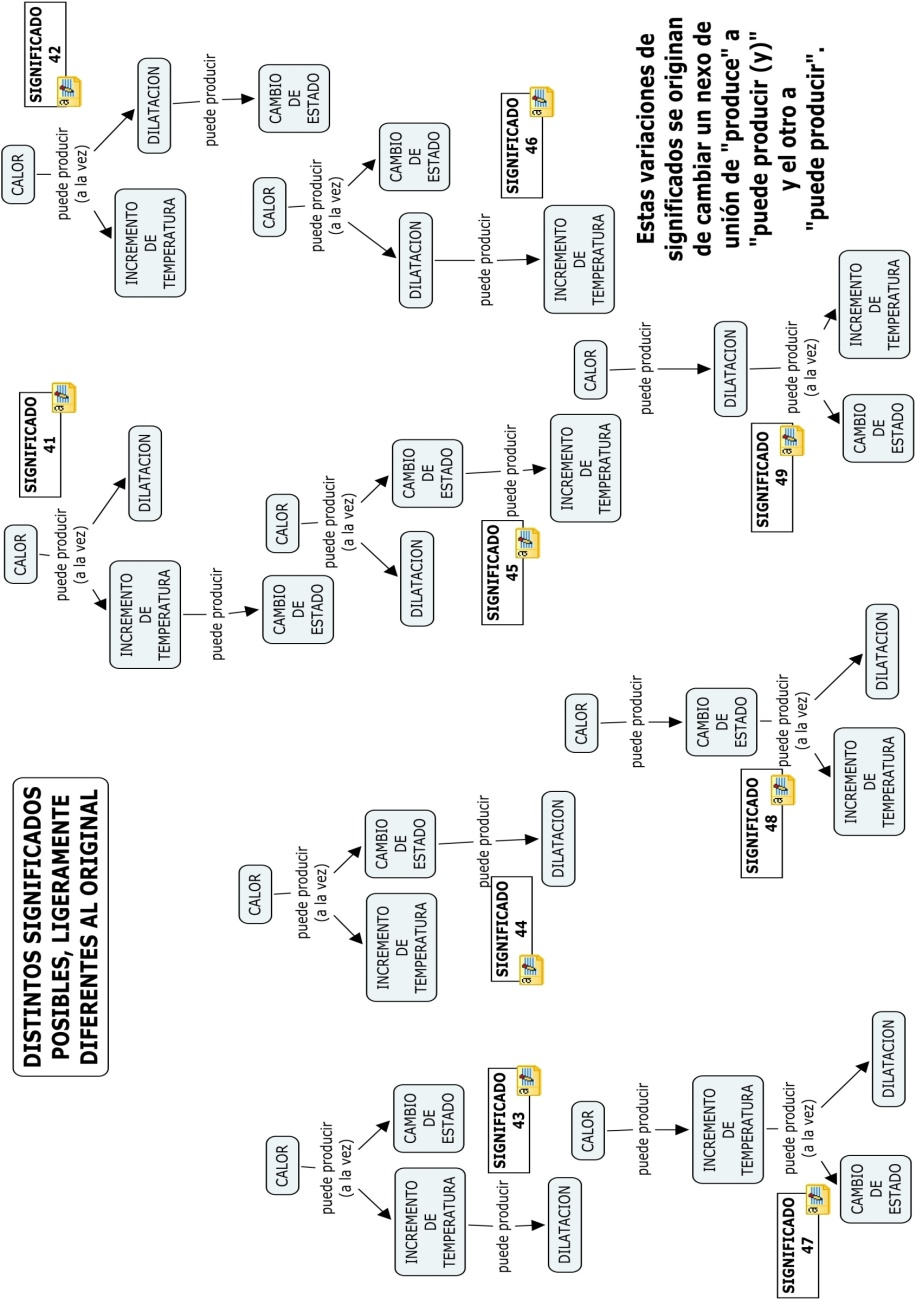 DISTINTOS SIGNIFICADOS
POSIBLES, LIGERAMENTE
DIFERENTES AL ORIGINAL
SIGNIFICADO
41
CALOR
puede producir
(a la vez)
INCREMENTO
DE
TEMPERATURA
DILATACION
puede producir
CAMBIO
DE
ESTADO
SIGNIFICADO
42
CALOR
puede producir
(a la vez)
INCREMENTO
DE
TEMPERATURA
DILATACION
puede producir
CAMBIO
DE
ESTADO
CALOR
puede producir
(a la vez)
INCREMENTO
DE
TEMPERATURA
CAMBIO
DE
ESTADO
puede producir
SIGNIFICADO
43
DILATACION
CALOR
puede producir
(a la vez)
INCREMENTO
DE
TEMPERATURA
CAMBIO
DE
ESTADO
SIGNIFICADO
44
puede producir
DILATACION
CALOR
puede producir
(a la vez)
DILATACION
CAMBIO
DE
ESTADO
SIGNIFICADO
45
puede producir
INCREMENTO
DE
TEMPERATURA
CALOR
puede producir
(a la vez)
DILATACION
CAMBIO
DE
ESTADO
puede producir
SIGNIFICADO
46
INCREMENTO
DE
TEMPERATURA
CALOR
puede producir
INCREMENTO
DE
TEMPERATURA
SIGNIFICADO
47
puede producir
(a la vez)
CAMBIO
DE
ESTADO
DILATACION
CALOR
puede producir
CAMBIO
DE
ESTADO
SIGNIFICADO
48
puede producir
(a la vez)
INCREMENTO
DE
TEMPERATURA
DILATACION
CALOR
puede producir
DILATACION
SIGNIFICADO
49
puede producir
(a la vez)
CAMBIO
DE
ESTADO
INCREMENTO
DE
TEMPERATURA
Estas variaciones de
significados se originan
de cambiar un nexo de
unión de "produce" a
"puede producir (y)"
y el otro a
"puede producir".